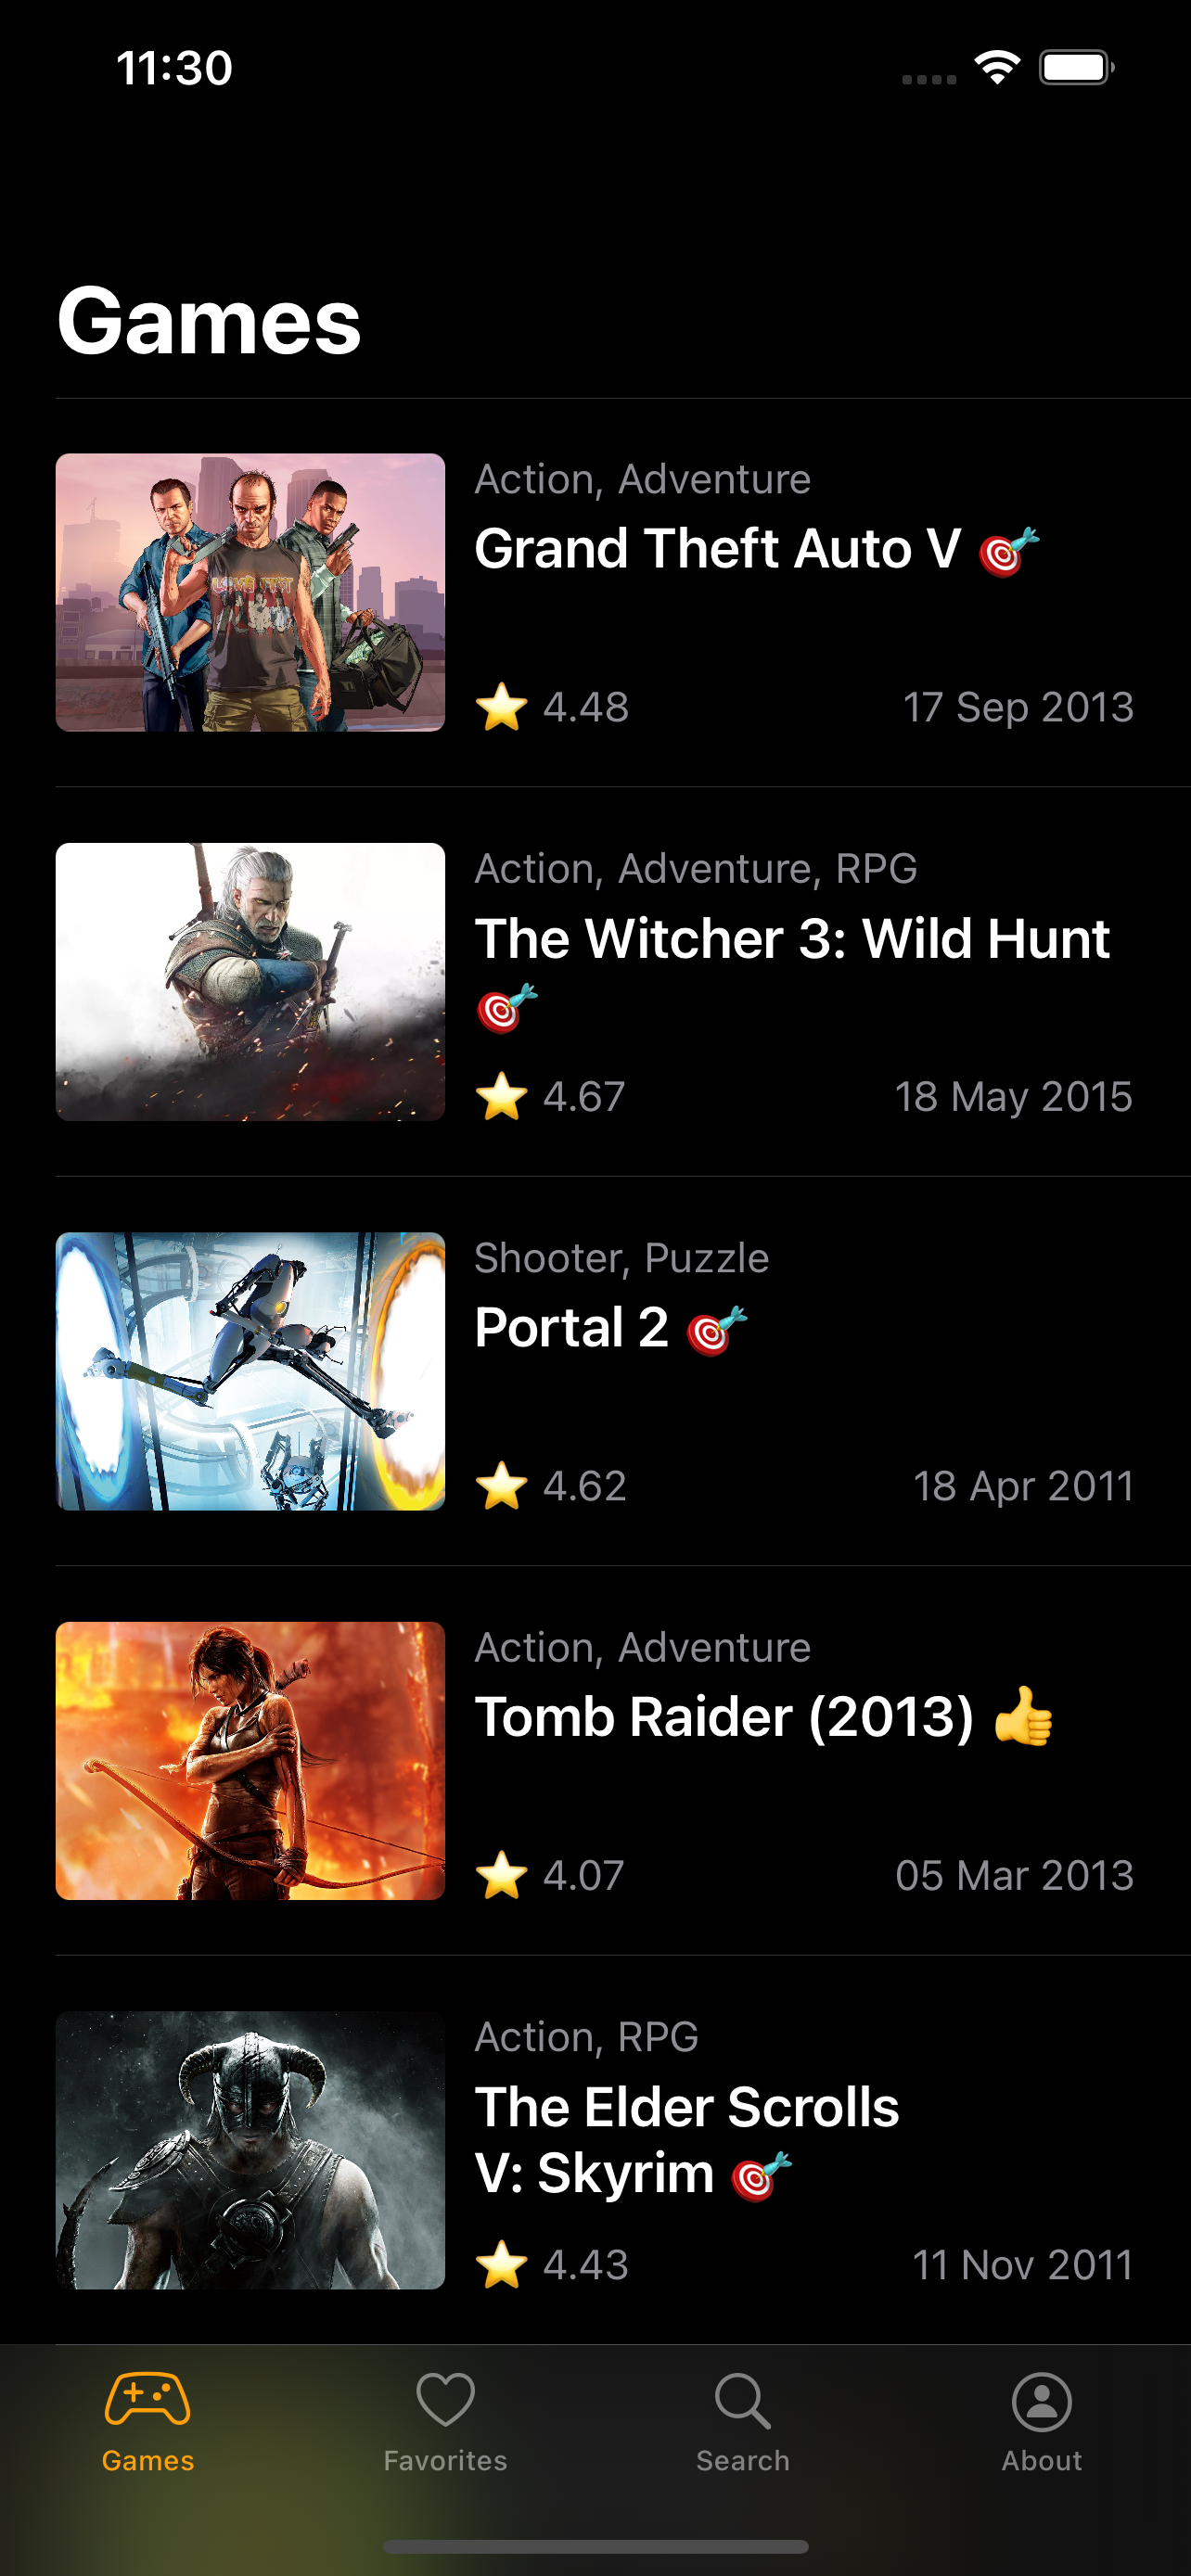 11:30
Games
Action, Adventure
Grand Theft Auto V 🎯
⭐ 4.48 17 Sep 2013
Action, Adventure, RPG
The Witcher 3: Wild Hunt
🎯
⭐ 4.67 18 May 2015
Shooter, Puzzle
Portal 2 🎯
⭐ 4.62 18 Apr 2011
Action, Adventure
Tomb Raider (2013) 👍
⭐ 4.07 05 Mar 2013
Action, RPG
The Elder Scrolls
V: Skyrim 🎯
⭐ 4.43 11 Nov 2011
Games Favorites Search About